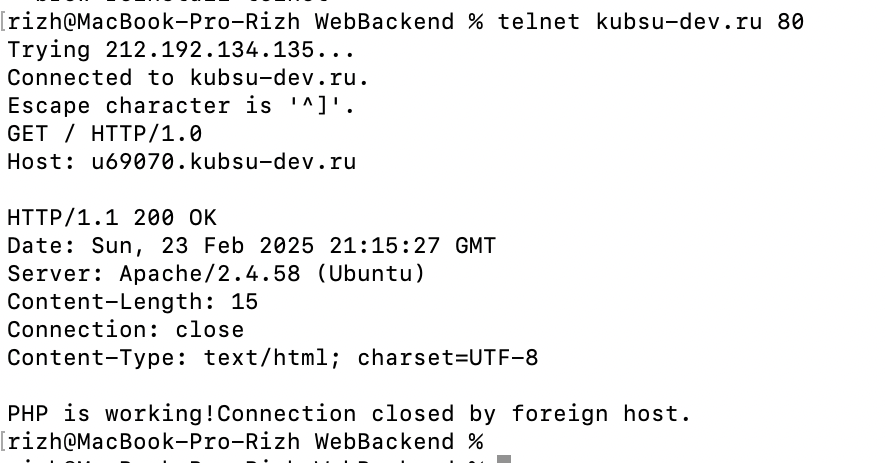 [rizh@MacBook-Pro-Rizh WebBackend % telnet kubsu-dev.ru 80
Trying 212.192.134.135...
Connected to kubsu-dev.ru.
Escape character is '^]'.
GET / HTTP/1.0
Host: u69070.kubsu-dev.ru
HTTP/1.1 200 OK
Date: Sun, 23 Feb 2025 21:15:27 GMT
Server: Apache/2.4.58 (Ubuntu)
Content-Length: 15
Connection: close
Content-Type: text/html; charset=UTF-8
PHP is working!Connection closed by foreign host.
[rizh@MacBook-Pro-Rizh WebBackend %